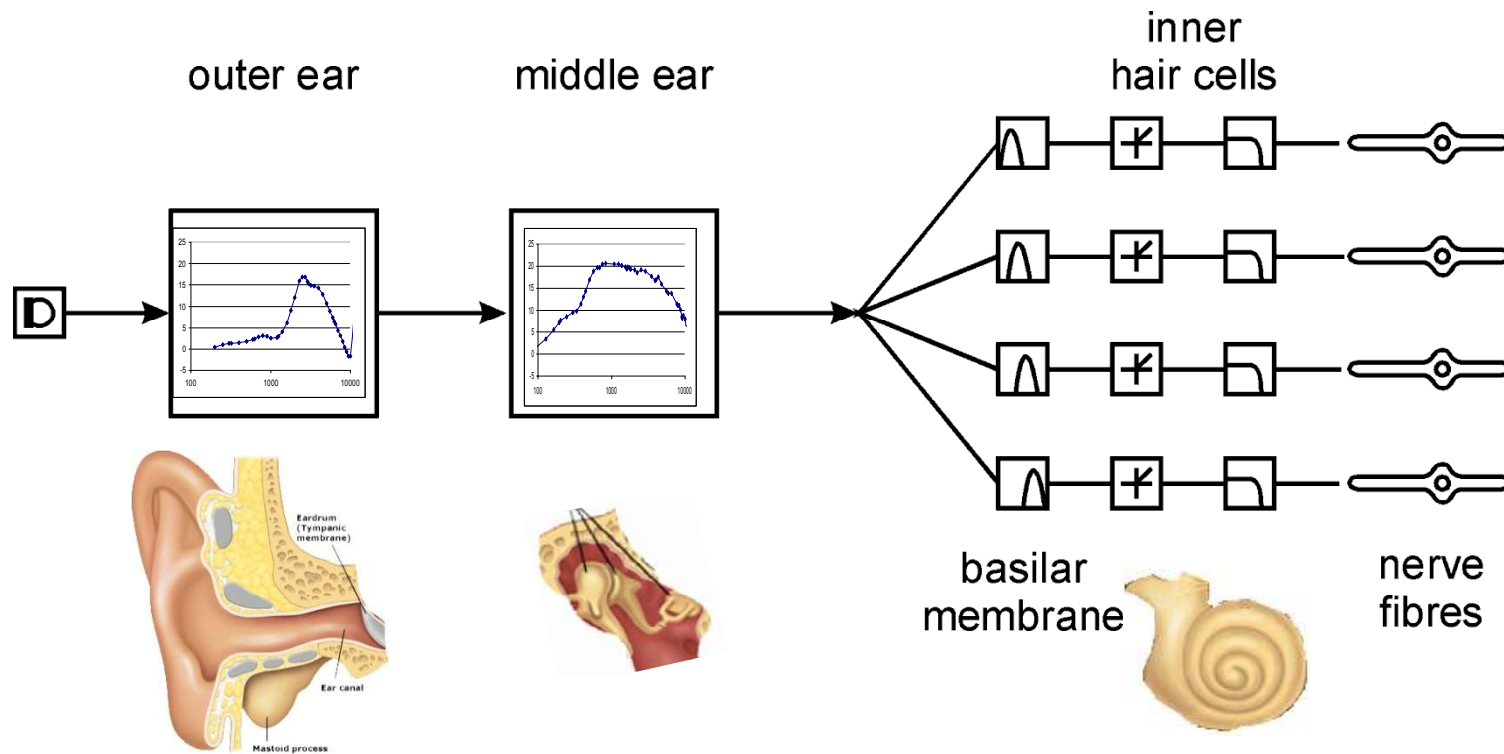 outer ear
middle ear
inner
hair cells
25
20
15
10
5
0
-5
100
1000
10000
25
20
15
10
5
0
-5
100
1000
10000
Eardrum
(Tympanic
membrane)
Ear canal
Mastoid process
basilar
membrane
nerve
fibres